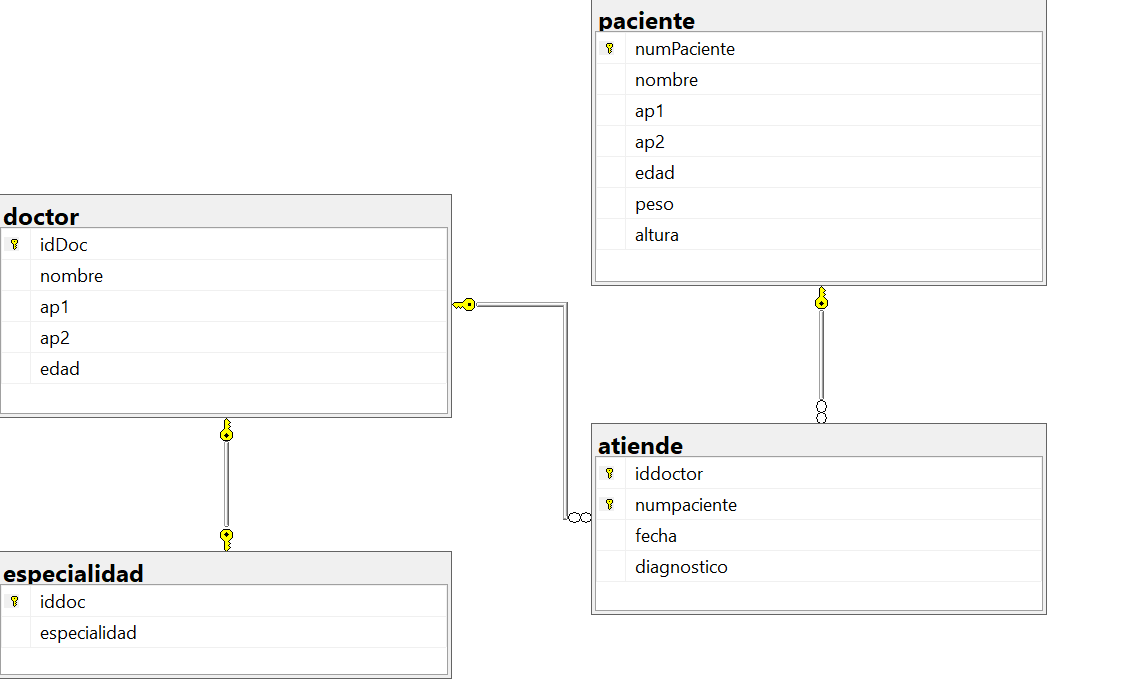 paciente
numPaciente
nombre
ap1
ap2
edad
peso
altura
doctor
idDoc
nombre
ap1
ap2
edad
atiende
iddoctor
numpaciente
fecha
diagnostico
especialidad
iddoc
especialidad